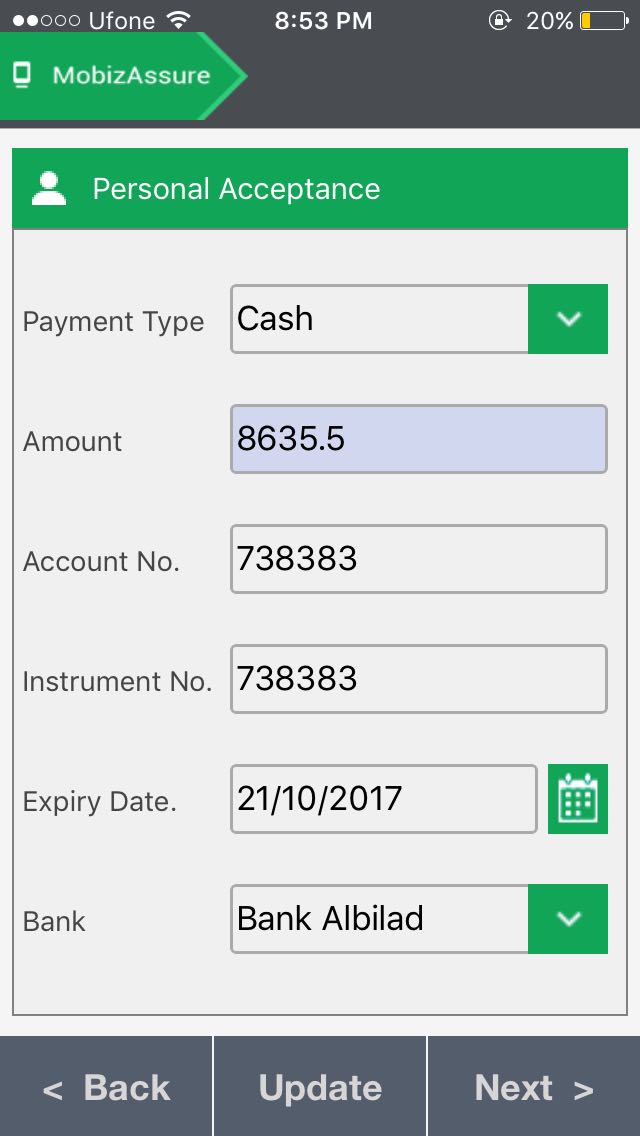 Ufone 8:53 PM 20%
MobizAssure
Personal Acceptance
Payment Type Cash
Amount 8635.5
Account No. 738383
Instrument No. 738383
Expiry Date. 21/10/2017
Bank Bank Albilad
< Back Update Next >